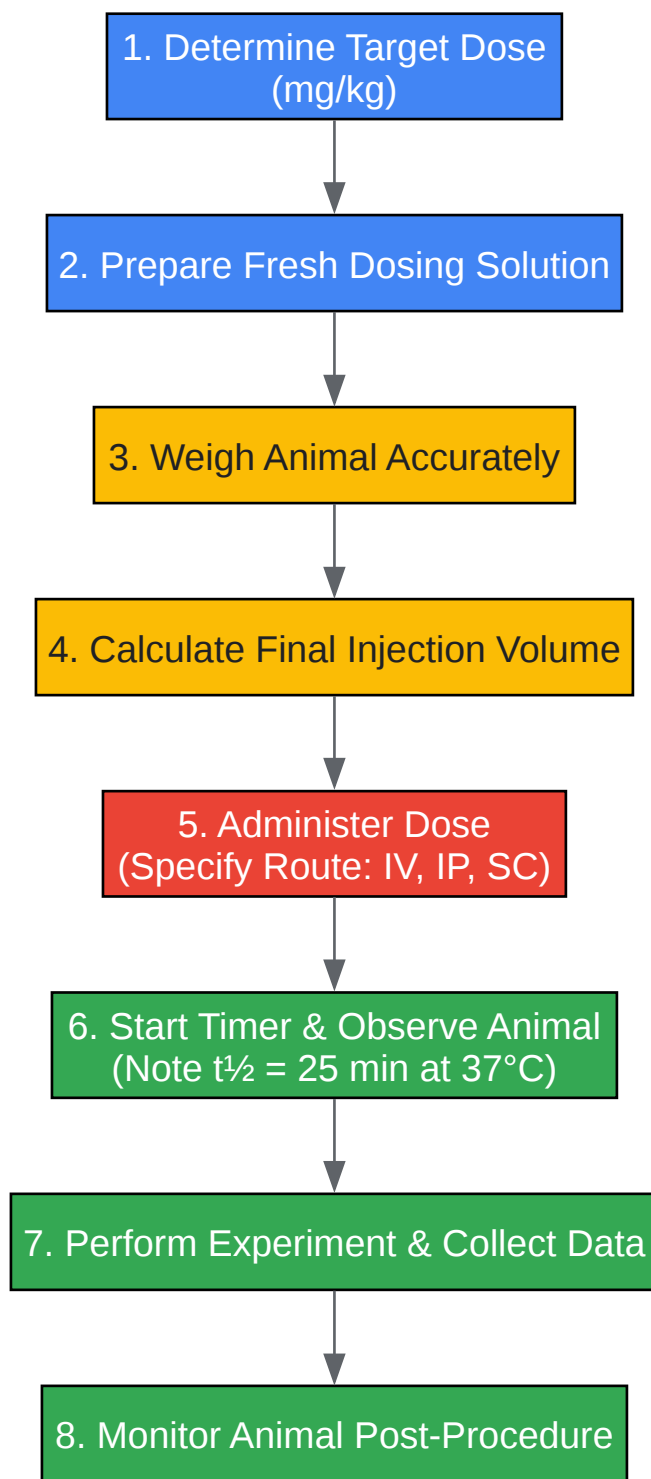 1. Determine Target Dose
(mg/kg)
2. Prepare Fresh Dosing Solution
3. Weigh Animal Accurately
4. Calculate Final Injection Volume
5. Administer Dose
(Specify Route: IV, IP, SC)
6. Start Timer & Observe Animal
(Note t½ = 25 min at 37°C)
7. Perform Experiment & Collect Data
8. Monitor Animal Post-Procedure